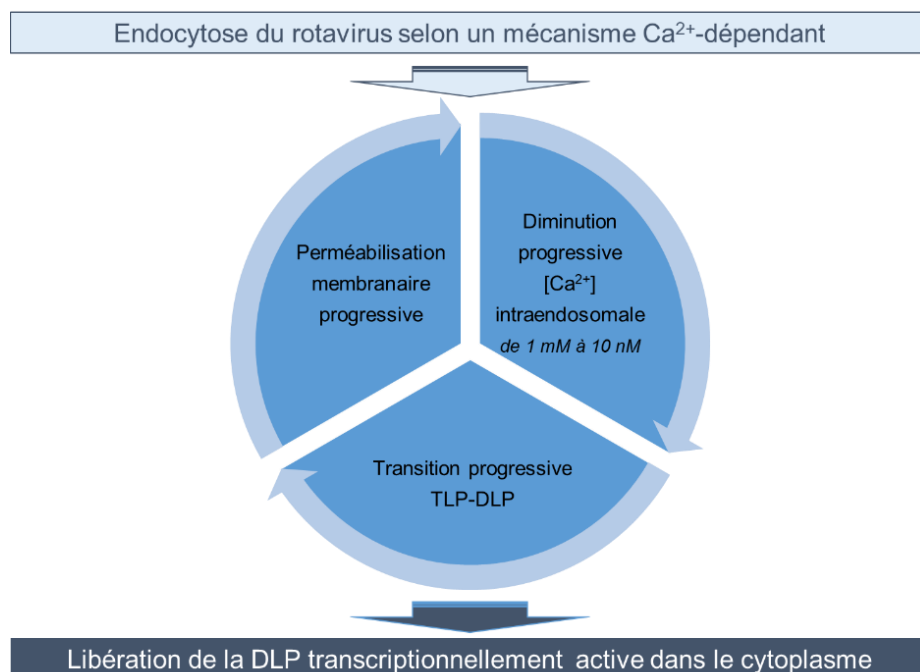 Endocytose du rotavirus selon un mécanisme Ca²⁺-dépendant
Perméabilisation
membranaire
progressive
Diminution
progressive
[Ca²⁺]
intraendosomale
de 1 mM à 10 nM
Transition progressive
TLP-DLP
Libération de la DLP transcriptionnellement active dans le cytoplasme